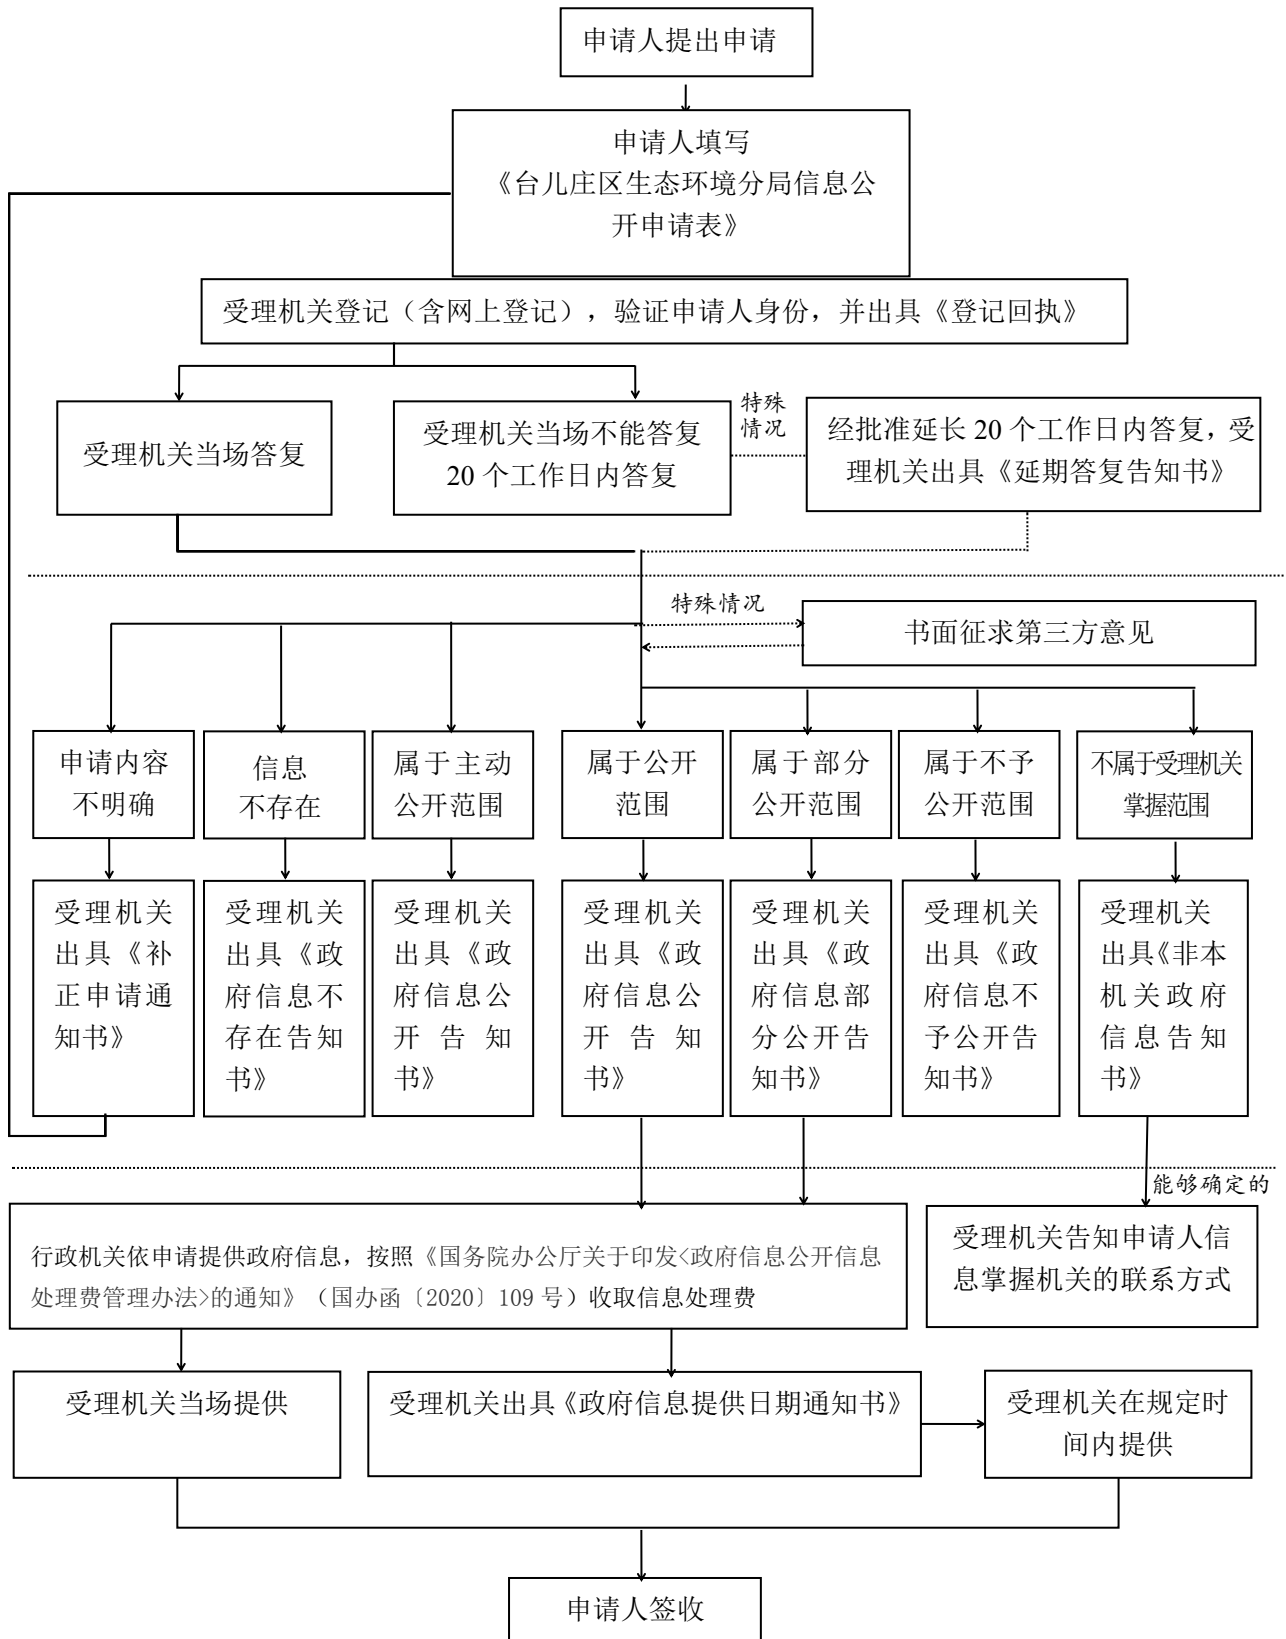 申请人提出申请
申请人填写
《台儿庄区生态环境分局信息公
开申请表》
受理机关登记（含网上登记），验证申请人身份，并出具《登记回执》
受理机关当场答复
受理机关当场不能答复
20 个工作日内答复
特殊
情况
经批准延长 20 个工作日内答复，受
理机关出具《延期答复告知书》
特殊情况
书面征求第三方意见
申请内容
不明确
信息
不存在
属于主动
公开范围
属于公开
范围
属于部分
公开范围
属于不予
公开范围
不属于受理机关
掌握范围
受理机关
出具《补
正申请通
知书》
受理机关
出具《政
府信息不
存在告知
书》
受理机关
出具《政
府信息公
开告知
书》
受理机关
出具《政
府信息公
开告知
书》
受理机关
出具《政
府信息部
分公开告
知书》
受理机关
出具《政
府信息不
予公开告
知书》
受理机关
出具《非本
机关政府
信息告知
书》
能够确定的
行政机关依申请提供政府信息，按照《国务院办公厅关于印发<政府信息公开信息
处理费管理办法>的通知》（国办函〔2020〕109 号）收取信息处理费
受理机关告知申请人信
息掌握机关的联系方式
受理机关当场提供
受理机关出具《政府信息提供日期通知书》
受理机关在规定时
间内提供
申请人签收